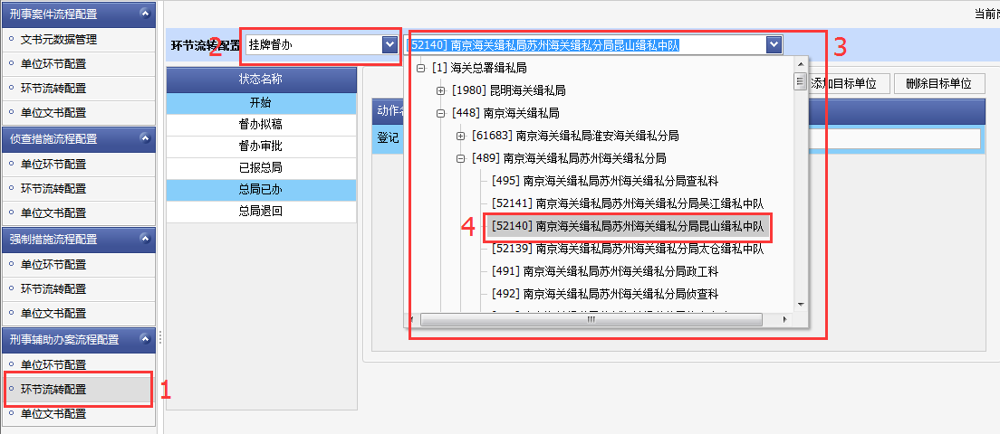 刑事案件流程配置
文书元数据管理
单位环节配置
环节流转配置
单位文书配置
侦查措施流程配置
单位环节配置
环节流转配置
单位文书配置
强制措施流程配置
单位环节配置
环节流转配置
单位文书配置
刑事辅助办案流程配置
单位环节配置
环节流转配置
1
单位文书配置
当前
环节流转配置
2
挂牌督办
[52140] 南京海关缉私局苏州海关缉私分局昆山缉私中队
3
状态名称
开始
督办拟稿
督办审批
已报总局
总局已办
总局退回
添加目标单位
删除目标单位
动作
登记
[1] 海关总署缉私局
[1980] 昆明海关缉私局
[448] 南京海关缉私局
[61683] 南京海关缉私局淮安海关缉私分局
[489] 南京海关缉私局苏州海关缉私分局
[495] 南京海关缉私局苏州海关缉私分局查私科
[52141] 南京海关缉私局苏州海关缉私分局吴江缉私中队
4
[52140] 南京海关缉私局苏州海关缉私分局昆山缉私中队
[52139] 南京海关缉私局苏州海关缉私分局太仓缉私中队
[491] 南京海关缉私局苏州海关缉私分局政工科
[492] 南京海关缉私局苏州海关缉私分局侦查科